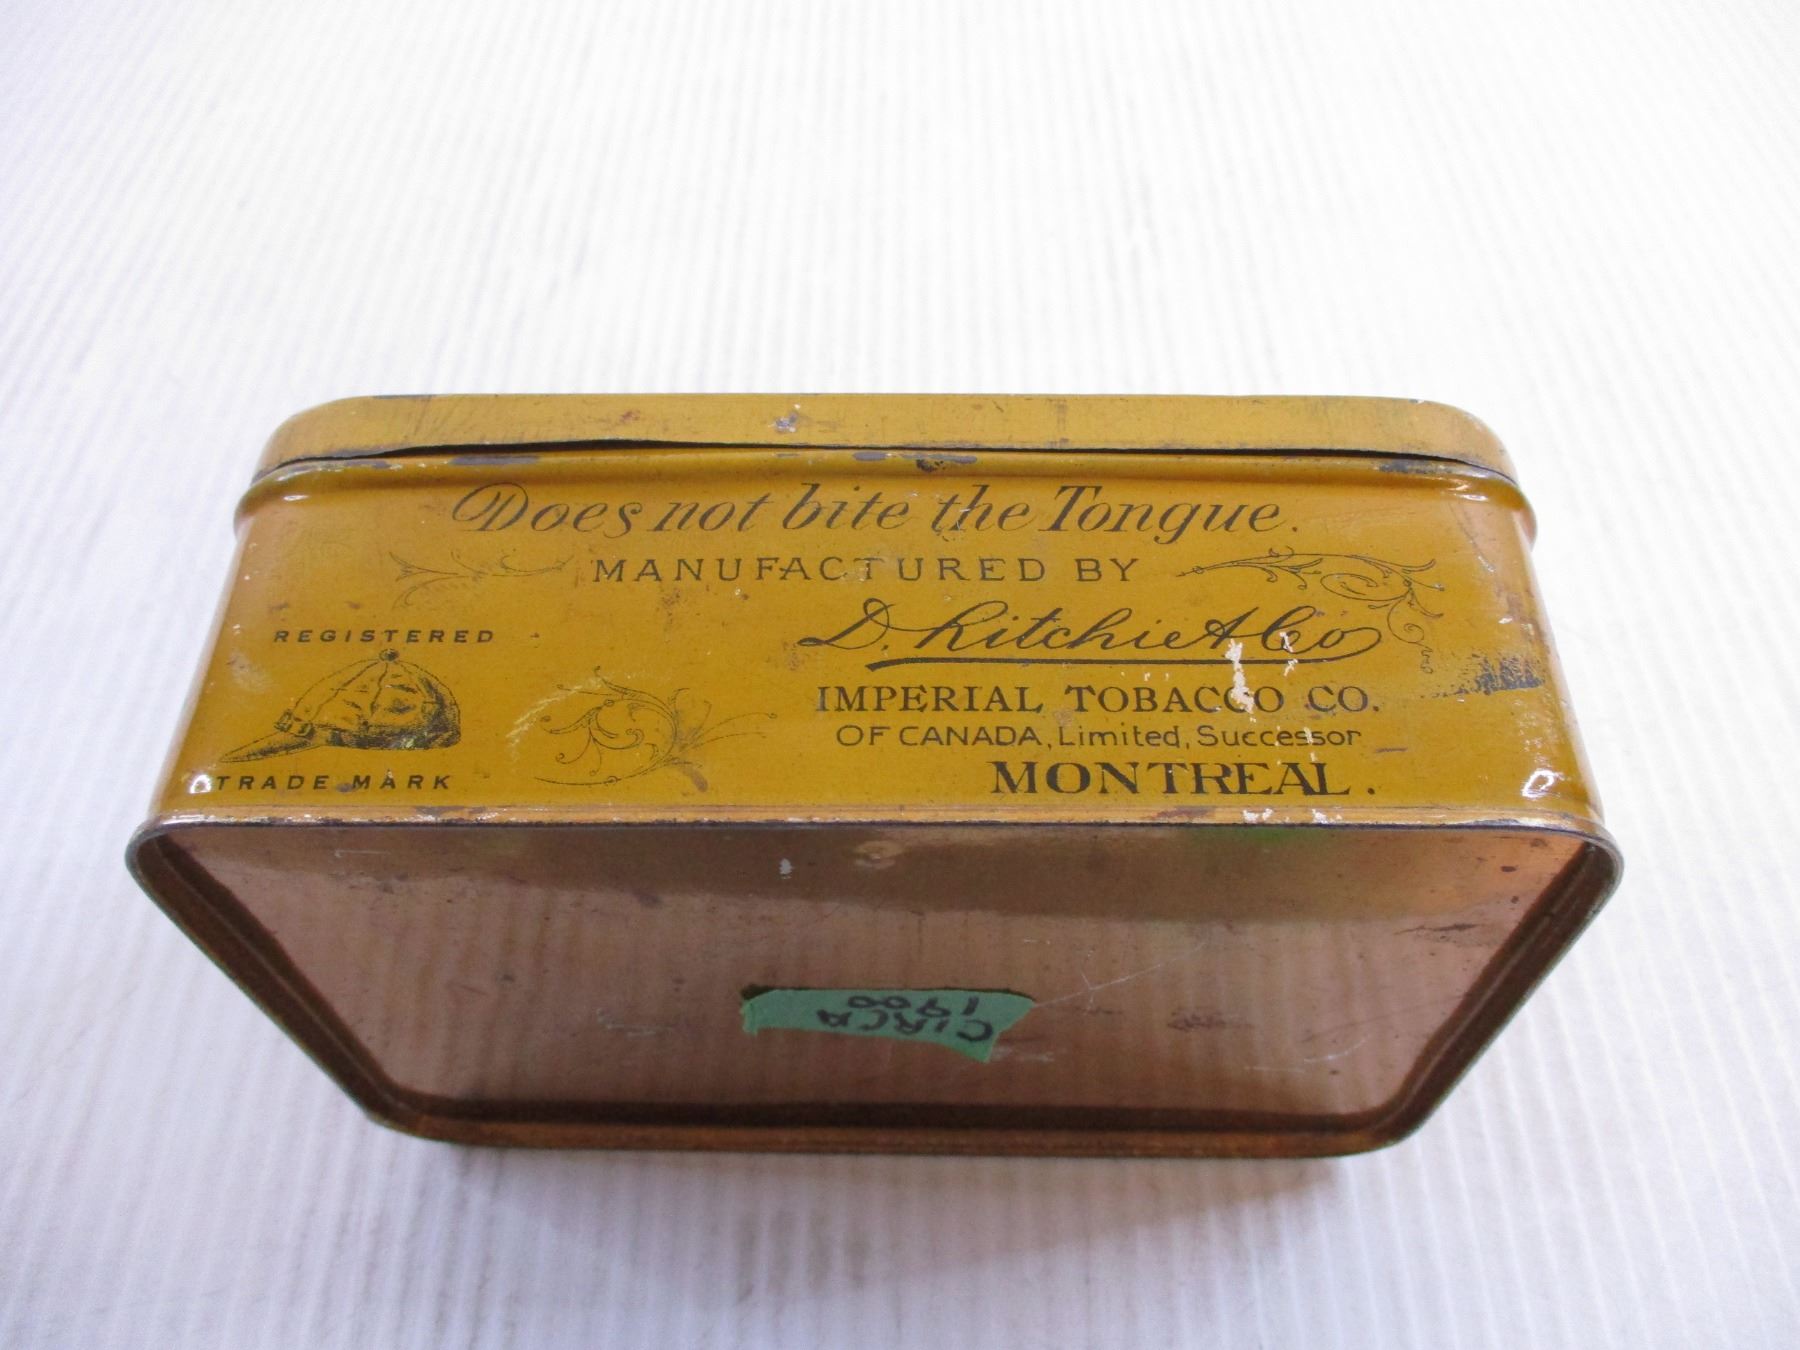 Does not bite the Tongue.
MANUFACTURED BY
D. Ritchie & Co
REGISTERED
TRADE MARK
IMPERIAL TOBACCO CO.
OF CANADA, Limited, Successor
MONTREAL.
CIRCA
1900